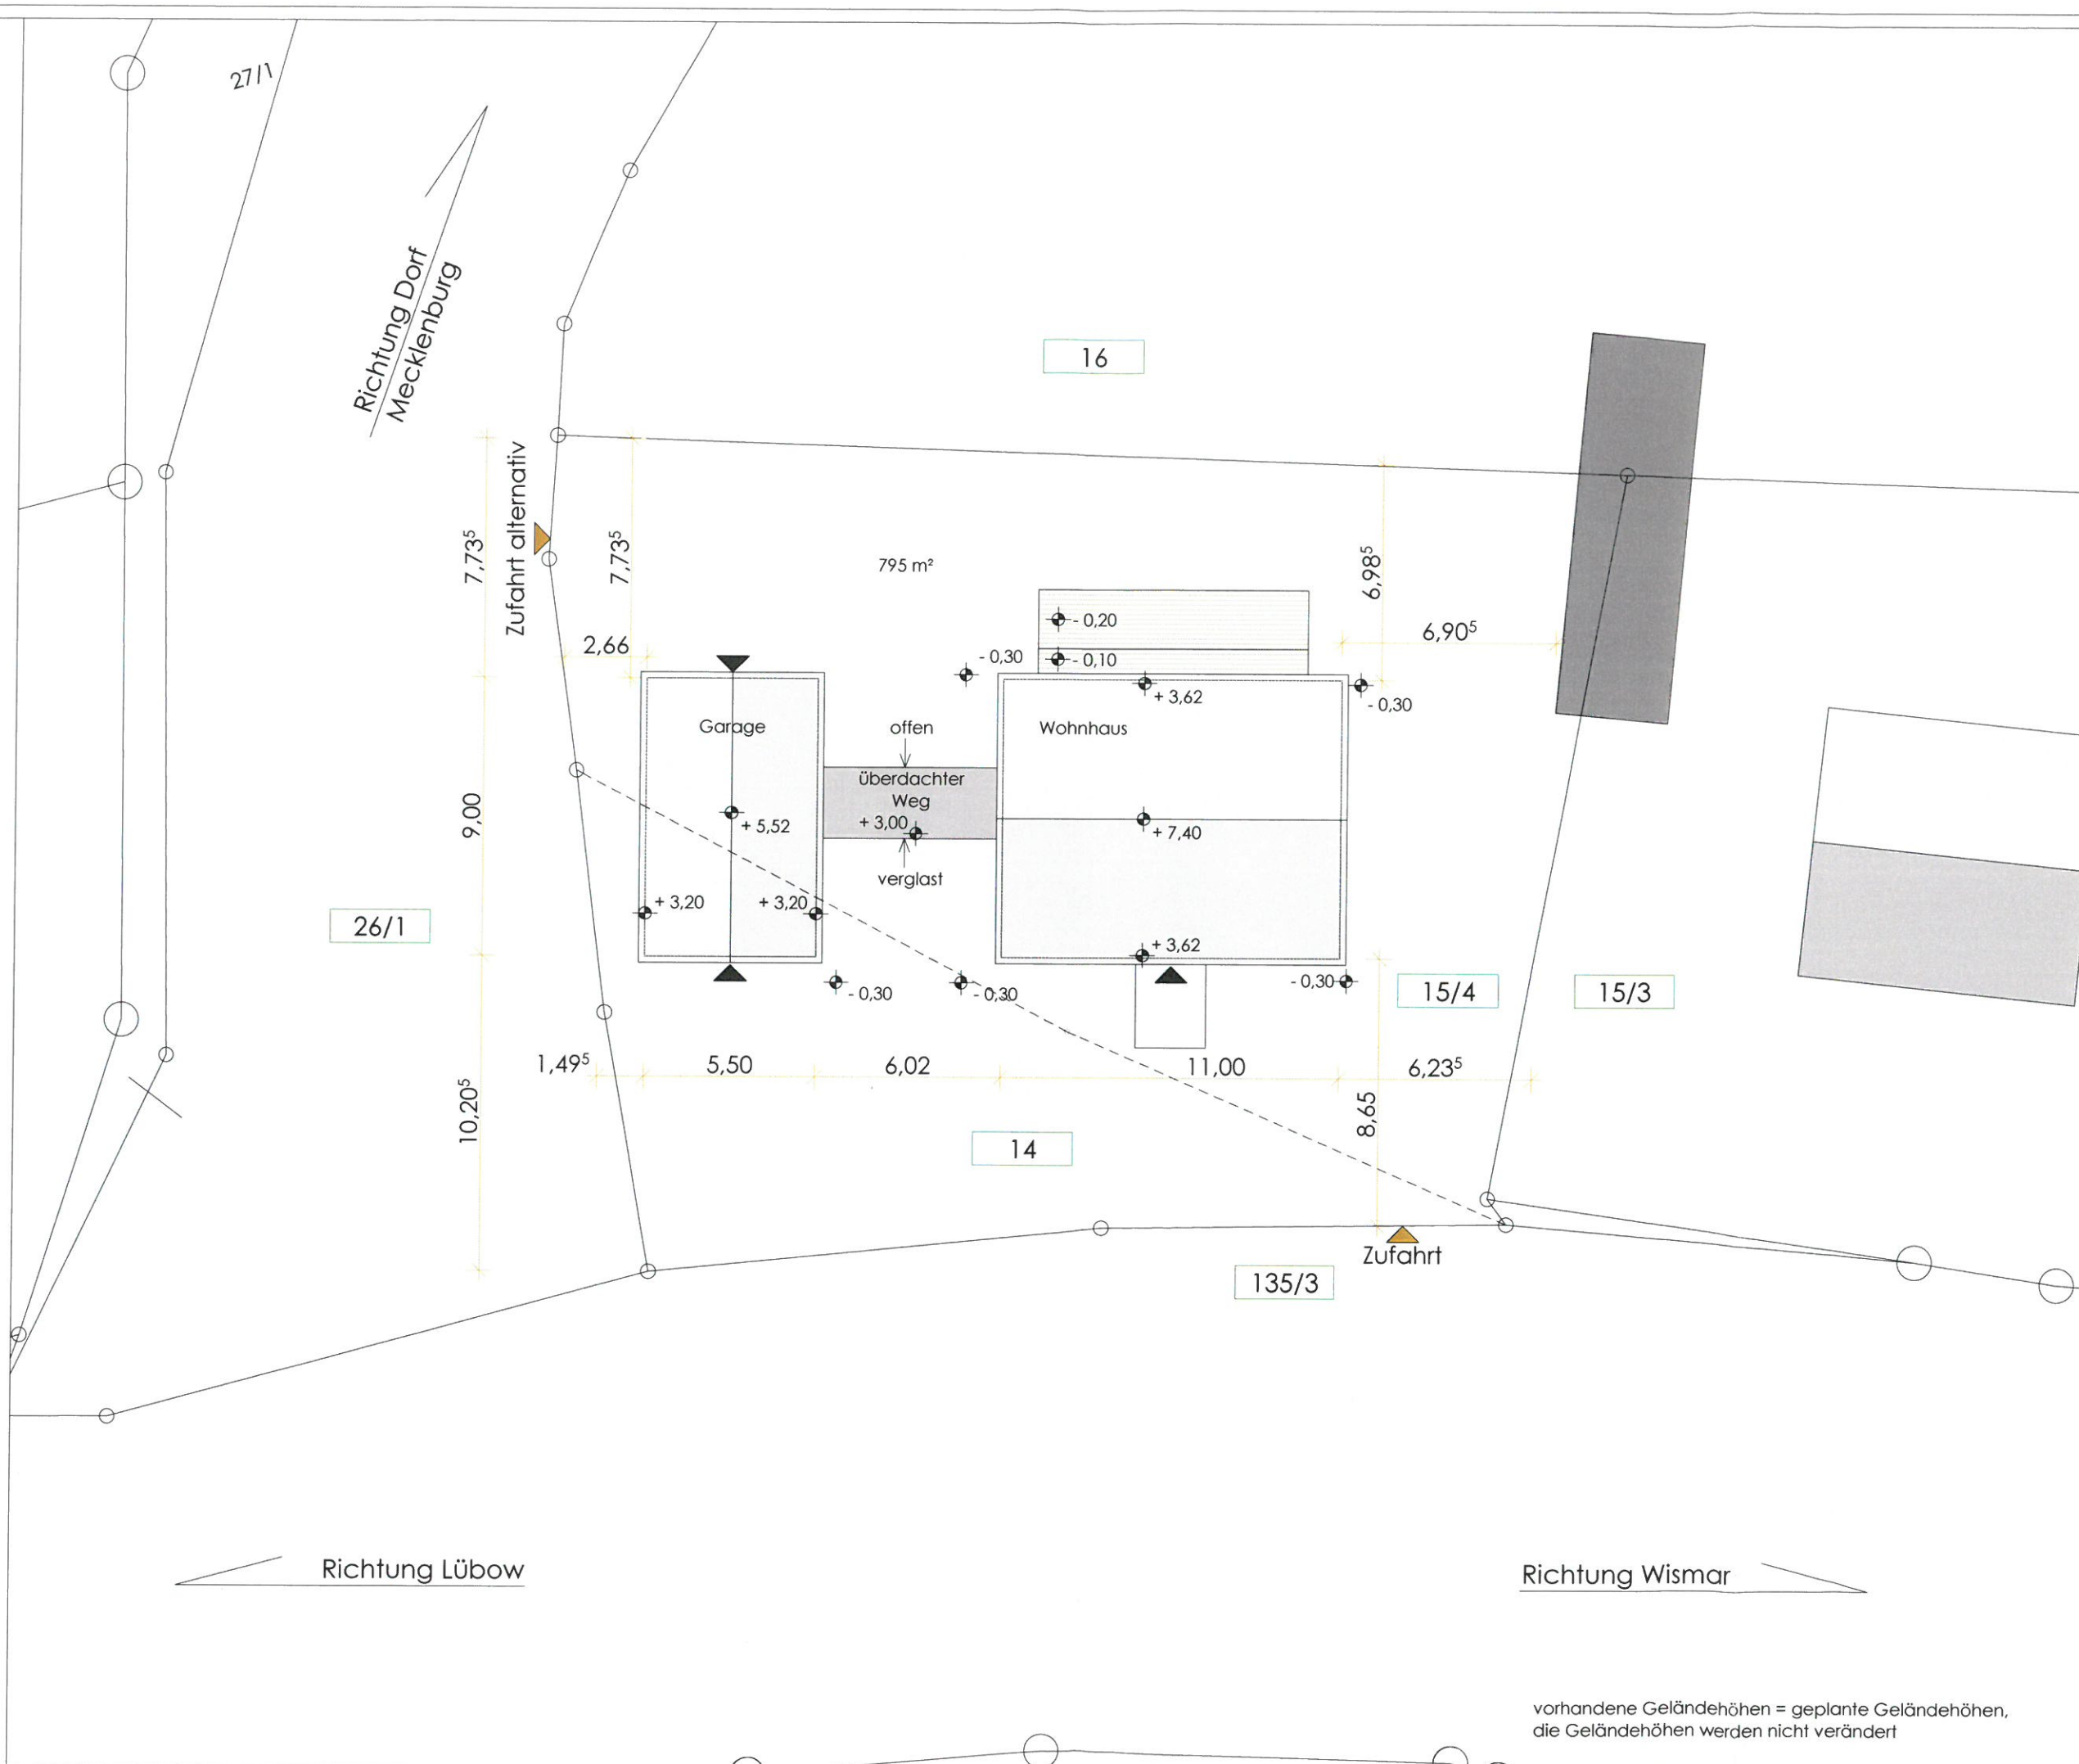 27/1
Richtung Dorf
Mecklenburg
16
Zufahrt alternativ
7,73⁵
7,73⁵
795 m²
6,98⁵
6,90⁵
2,66
- 0,20
- 0,30
- 0,10
+ 3,62
- 0,30
Garage
offen
Wohnhaus
überdachter
Weg
+ 3,00
+ 5,52
+ 7,40
9,00
verglast
+ 3,20
+ 3,20
26/1
+ 3,62
- 0,30
- 0,30
- 0,30
15/4
15/3
1,49⁵
5,50
6,02
11,00
6,23⁵
10,20⁵
8,65
14
Zufahrt
135/3
Richtung Lübow
Richtung Wismar
vorhandene Geländehöhen = geplante Geländehöhen,
die Geländehöhen werden nicht verändert